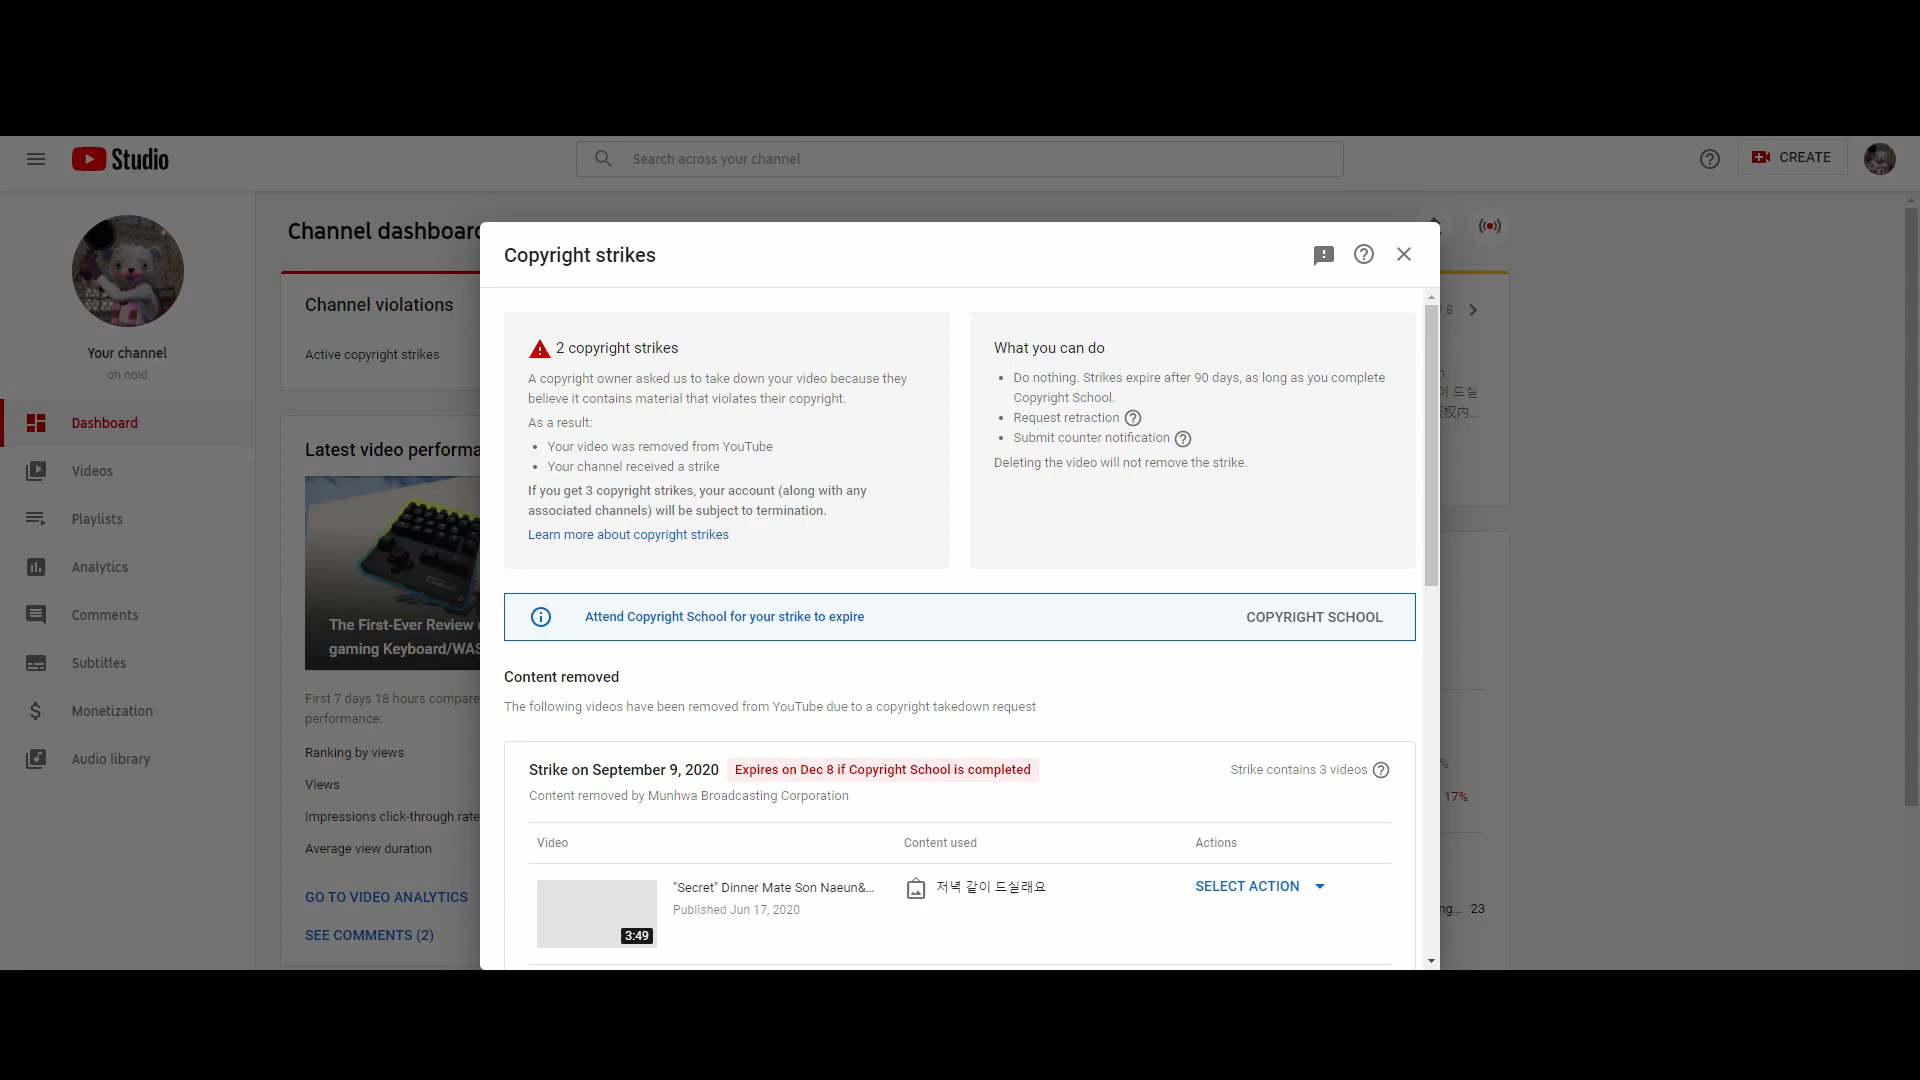 Studio
Search across your channel
CREATE
Your channel
oh noid
Dashboard
Videos
Playlists
Analytics
Comments
Subtitles
Monetization
Audio library
Channel dashboard
Channel violations
Active copyright strikes
Latest video performa
The First-Ever Review
gaming Keyboard/WAS
First 7 days 18 hours compare
performance:
Ranking by views
Views
Impressions click-through rate
Average view duration
GO TO VIDEO ANALYTICS
SEE COMMENTS (2)
Copyright strikes
2 copyright strikes
A copyright owner asked us to take down your video because they
believe it contains material that violates their copyright.
As a result:
• Your video was removed from YouTube
• Your channel received a strike
If you get 3 copyright strikes, your account (along with any
associated channels) will be subject to termination.
Learn more about copyright strikes
What you can do
• Do nothing. Strikes expire after 90 days, as long as you complete
Copyright School.
• Request retraction
• Submit counter notification
Deleting the video will not remove the strike.
Attend Copyright School for your strike to expire
COPYRIGHT SCHOOL
Content removed
The following videos have been removed from YouTube due to a copyright takedown request
Strike on September 9, 2020 Expires on Dec 8 if Copyright School is completed
Strike contains 3 videos
Content removed by Munhwa Broadcasting Corporation
Video Content used Actions
"Secret" Dinner Mate Son Naeun&...
Published Jun 17, 2020
3:49
저녁 같이 드실래요
SELECT ACTION
8
드실
内...
%
17%
ng... 23